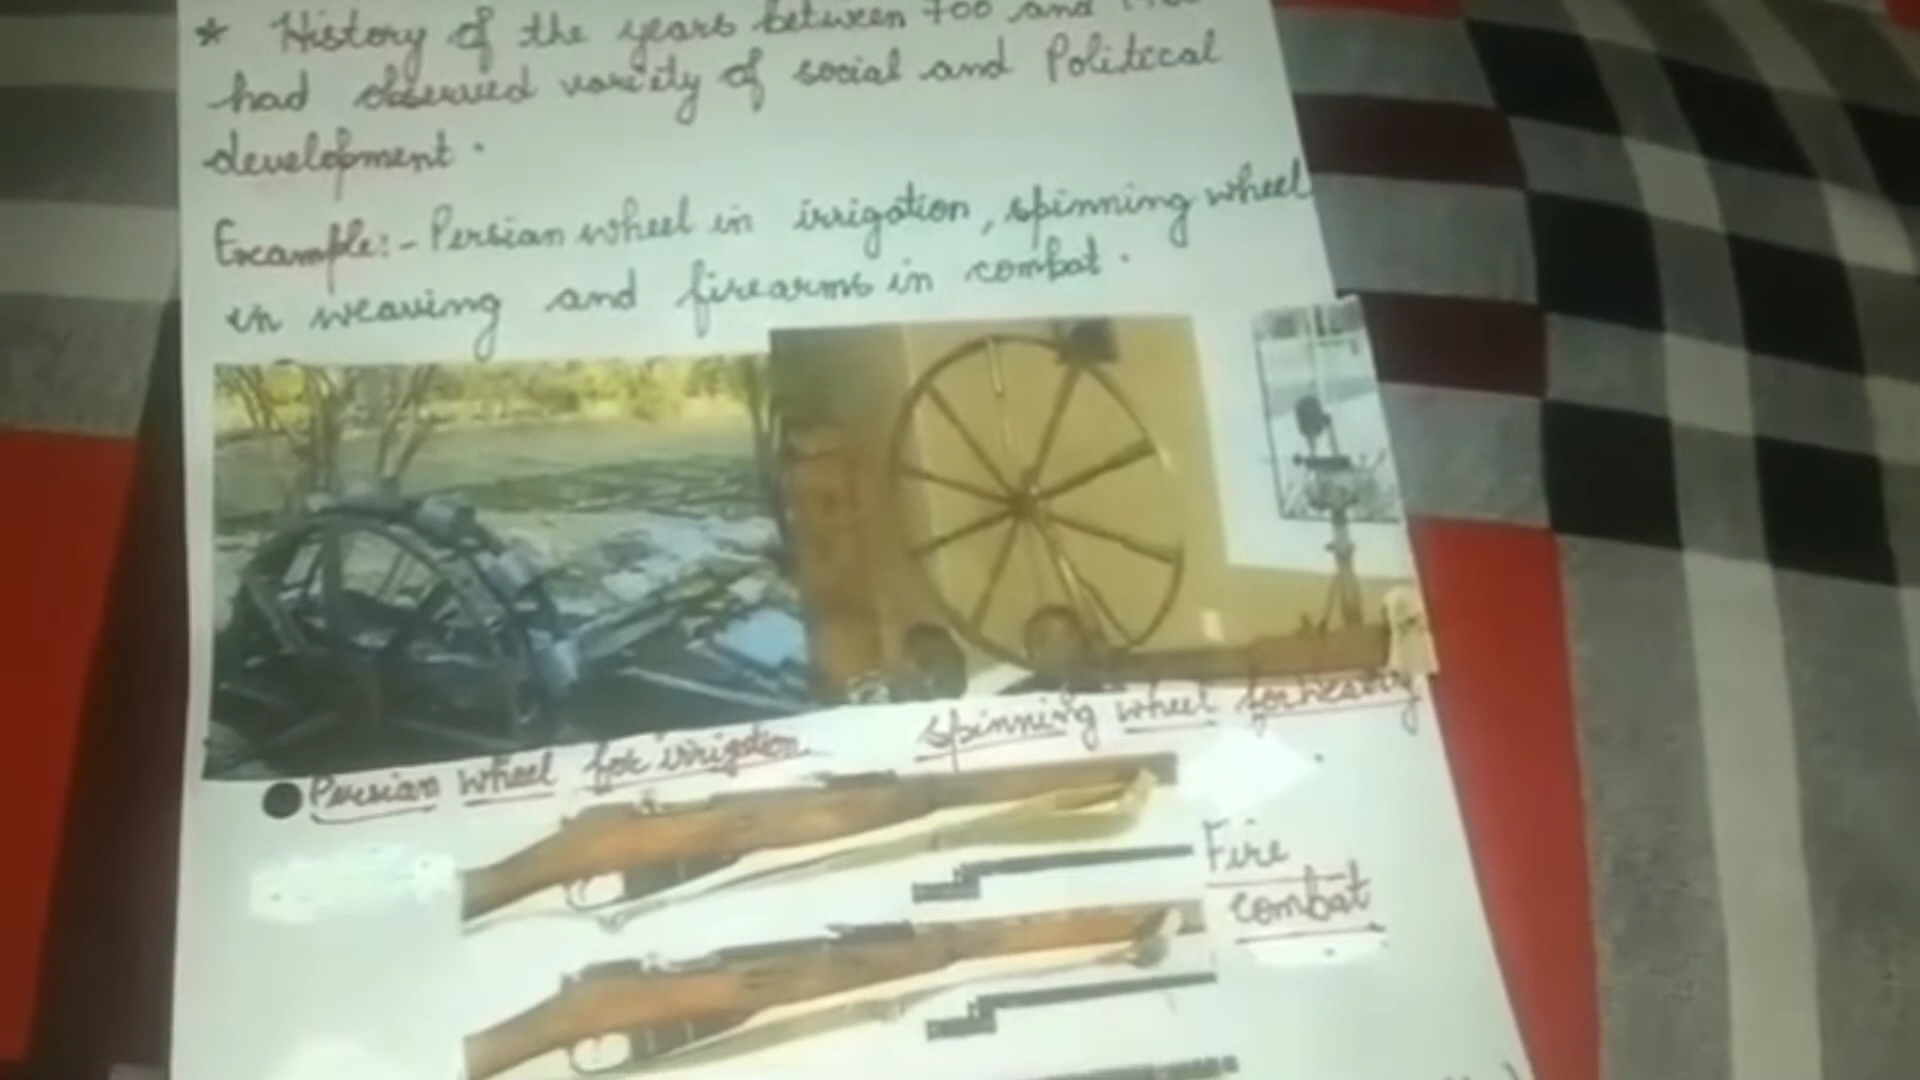 * History of the years between 700 and
had observed variety of social and Political
development.
Example:- Persian wheel in irrigation, spinning wheel
in weaving and firearms in combat.
Persian wheel for irrigation.
spinning wheel for
Fire
combat